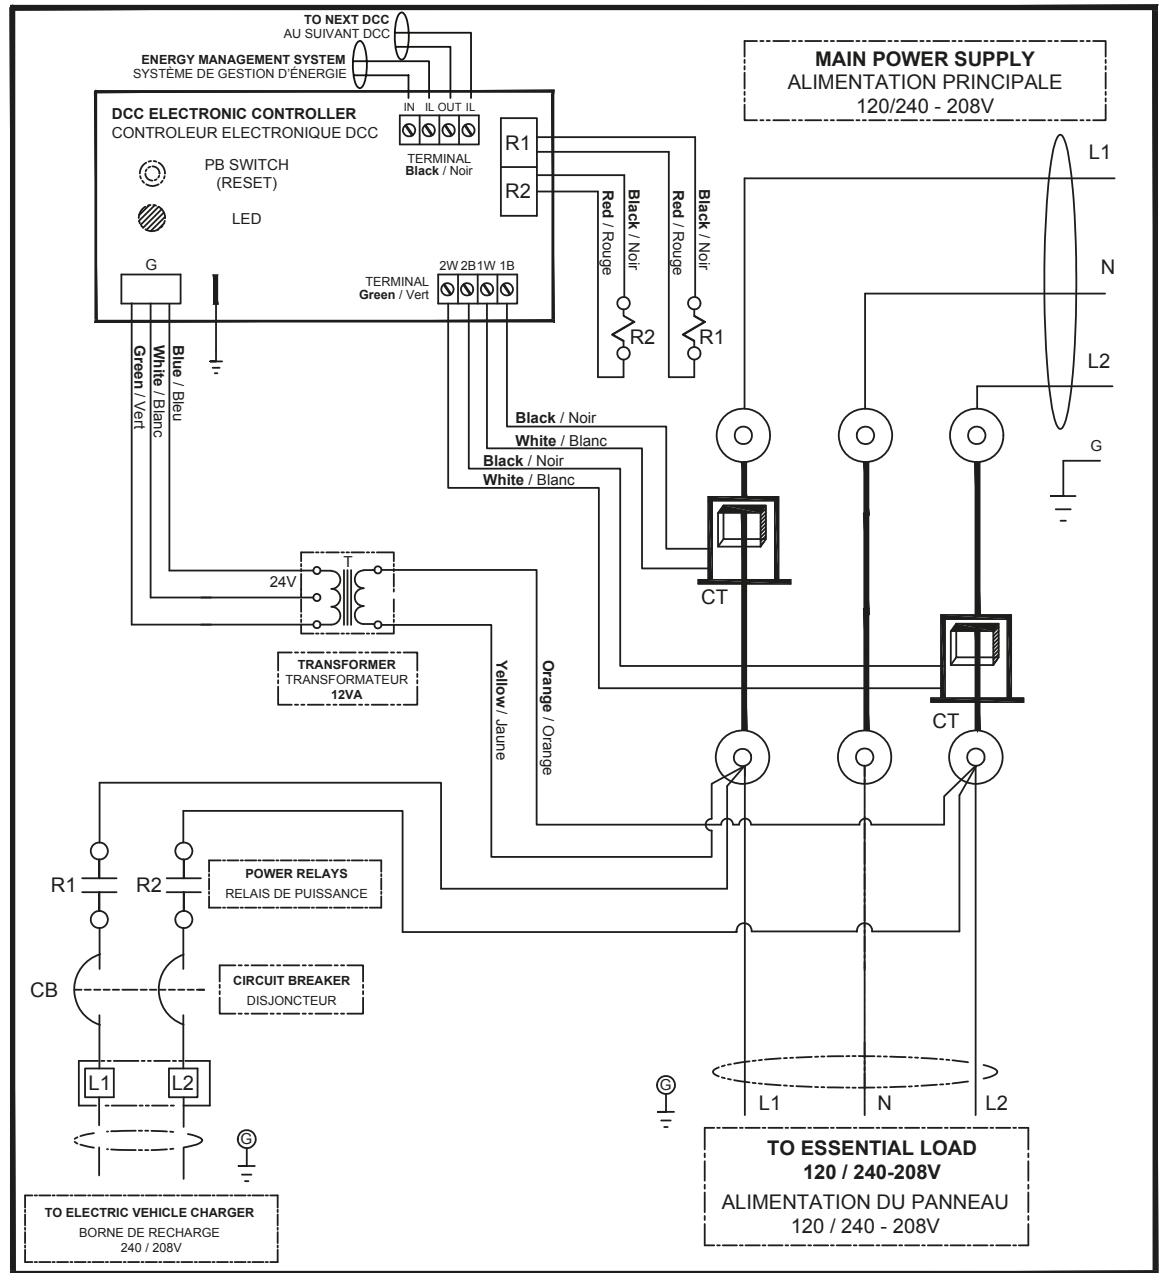 TO NEXT DCC
AU SUIVANT DCC
ENERGY MANAGEMENT SYSTEM
SYSTÈME DE GESTION D'ÉNERGIE
MAIN POWER SUPPLY
ALIMENTATION PRINCIPALE
120/240 - 208V
DCC ELECTRONIC CONTROLLER
CONTROLEUR ELECTRONIQUE DCC
IN IL OUT IL
TERMINAL
Black / Noir
R1
R2
PB SWITCH
(RESET)
LED
G
TERMINAL
Green / Vert
2W 2B 1W 1B
Red / Rouge
Black / Noir
Red / Rouge
Black / Noir
R2
R1
L1
N
L2
G
Green / Vert
White / Blanc
Blue / Bleu
Black / Noir
White / Blanc
Black / Noir
White / Blanc
CT
CT
24V
T
TRANSFORMER
TRANSFORMATEUR
12VA
Yellow / Jaune
Orange / Orange
R1
R2
POWER RELAYS
RELAIS DE PUISSANCE
CB
CIRCUIT BREAKER
DISJONCTEUR
L1
L2
G
TO ELECTRIC VEHICLE CHARGER
BORNE DE RECHARGE
240 / 208V
G
L1
N
L2
TO ESSENTIAL LOAD
120 / 240-208V
ALIMENTATION DU PANNEAU
120 / 240 - 208V